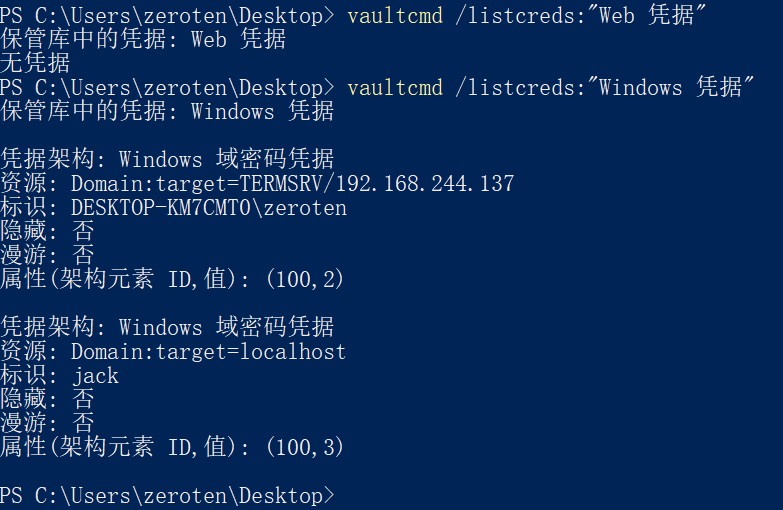 PS C:\Users\zeroten\Desktop> vaultcmd /listcreds:"Web 凭据"
保管库中的凭据: Web 凭据
无凭据
PS C:\Users\zeroten\Desktop> vaultcmd /listcreds:"Windows 凭据"
保管库中的凭据: Windows 凭据
凭据架构: Windows 域密码凭据
资源: Domain:target=TERMSRV/192.168.244.137
标识: DESKTOP-KM7CMT0\zeroten
隐藏: 否
漫游: 否
属性(架构元素 ID,值): (100,2)
凭据架构: Windows 域密码凭据
资源: Domain:target=localhost
标识: jack
隐藏: 否
漫游: 否
属性(架构元素 ID,值): (100,3)
PS C:\Users\zeroten\Desktop>